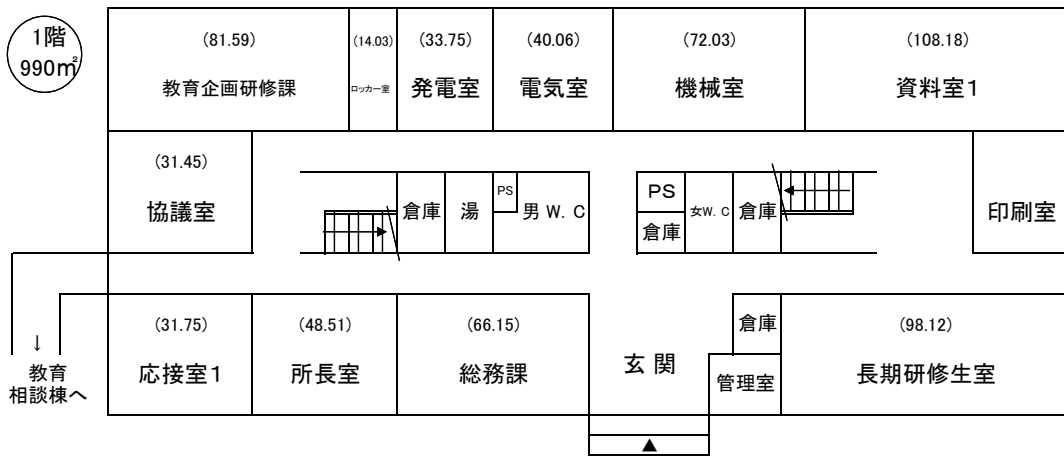 1階
990㎡
(81.59)
教育企画研修課
(14.03)
ロッカー室
(33.75)
発電室
(40.06)
電気室
(72.03)
機械室
(108.18)
資料室1
(31.45)
協議室
倉庫
湯
PS
男 W. C
PS
倉庫
女W. C
倉庫
印刷室
↓
教育
相談棟へ
(31.75)
応接室1
(48.51)
所長室
(66.15)
総務課
玄 関
倉庫
管理室
(98.12)
長期研修生室
▲